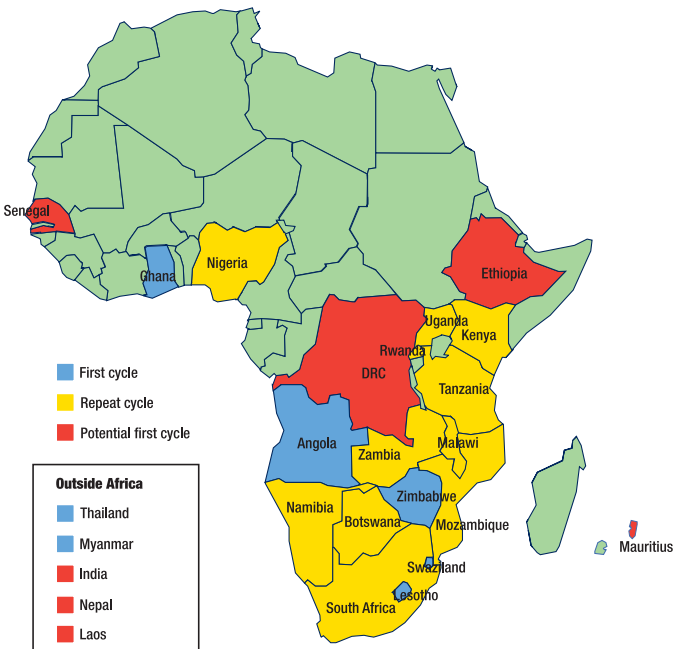 Senegal
Ghana
Nigeria
Ethiopia
Uganda
Kenya
Rwanda
DRC
Tanzania
First cycle
Repeat cycle
Potential first cycle
Angola
Malawi
Zambia
Zimbabwe
Namibia
Botswana
Mozambique
Mauritius
Swaziland
Lesotho
South Africa
Outside Africa
Thailand
Myanmar
India
Nepal
Laos